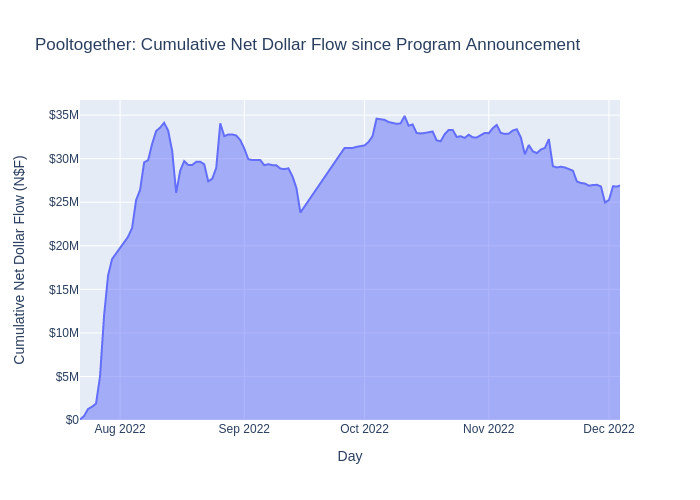 Pooltogether: Cumulative Net Dollar Flow since Program Announcement
Cumulative Net Dollar Flow (N$F)
$35M
$30M
$25M
$20M
$15M
$10M
$5M
$0
Aug 2022 Sep 2022 Oct 2022 Nov 2022 Dec 2022
Day